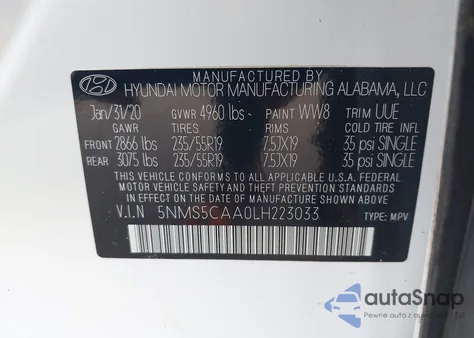 MANUFACTURED BY
HYUNDAI MOTOR MANUFACTURING ALABAMA, LLC
Jan/31/20 GVWR 4960 lbs PAINT WW8 TRIM UUE
GAWR TIRES RIMS
FRONT 2866 lbs 235/55R19 7.5JX19 35 psi SINGLE
REAR 3075 lbs 235/55R19 7.5JX19 35 psi SINGLE
THIS VEHICLE CONFORMS TO ALL APPLICABLE U.S.A. FEDERAL
MOTOR VEHICLE SAFETY, BUMPER, AND THEFT PREVENTION STANDARDS
IN EFFECT ON THE DATE OF MANUFACTURE SHOWN ABOVE.
V.I.N 5NMS5CAA0LH223033 TYPE: MPV
autaSnap
Pewne auto z